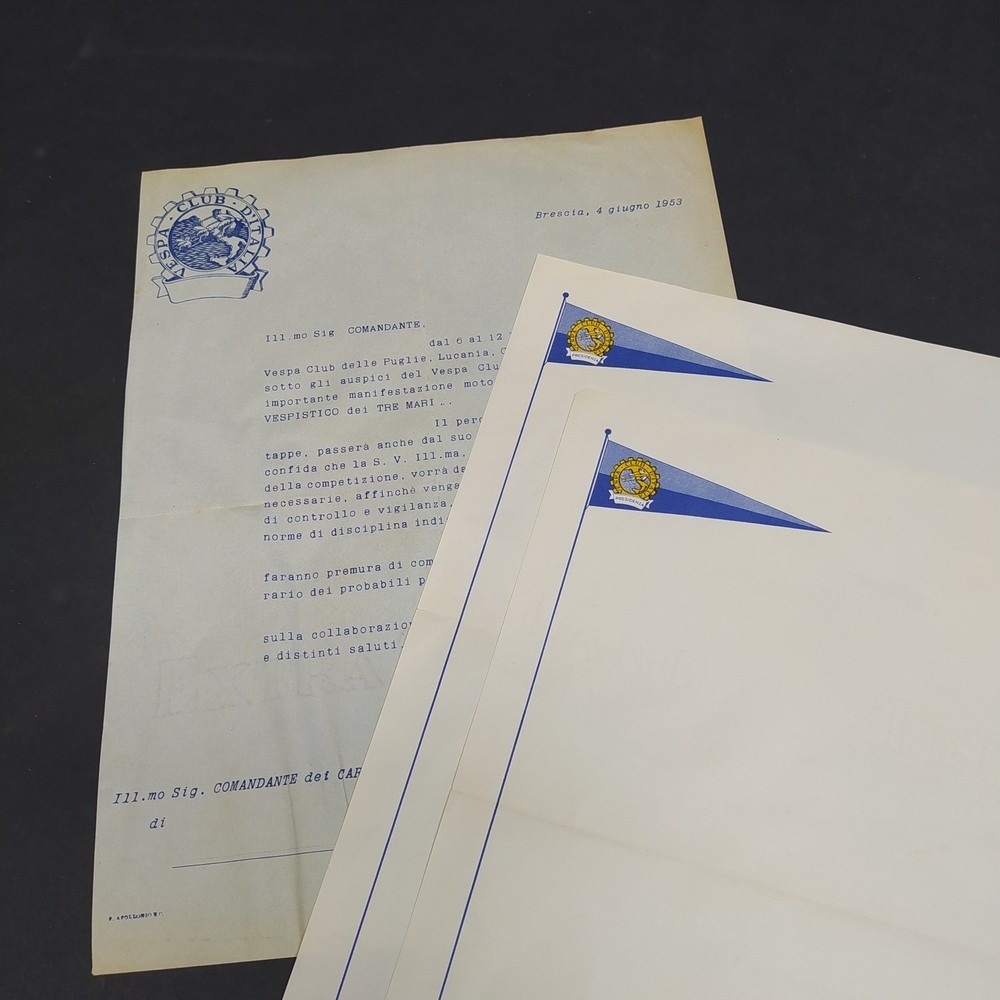 VESPA · CLUB · D'ITALIA
Brescia, 4 giugno 1953
Ill.mo Sig COMANDANTE,
dal 6 al 12
Vespa Club delle Puglie, Lucania, C
sotto gli auspici del Vespa Clu
importante manifestazione moto
VESPISTICO dei TRE MARI ..
Il perc
tappe, passerà anche dal suo
confida che la S. V. Ill.ma,
della competizione, vorrà da
necessarie, affinchè venga
di controllo e vigilanza,
norme di disciplina indi
faranno premura di com
rario dei probabili p
sulla collaborazion
e distinti saluti.
Ill.mo Sig. COMANDANTE dei CAR
di
F. APOLLONIO & C.
PRESIDENZA
PRESIDENZA